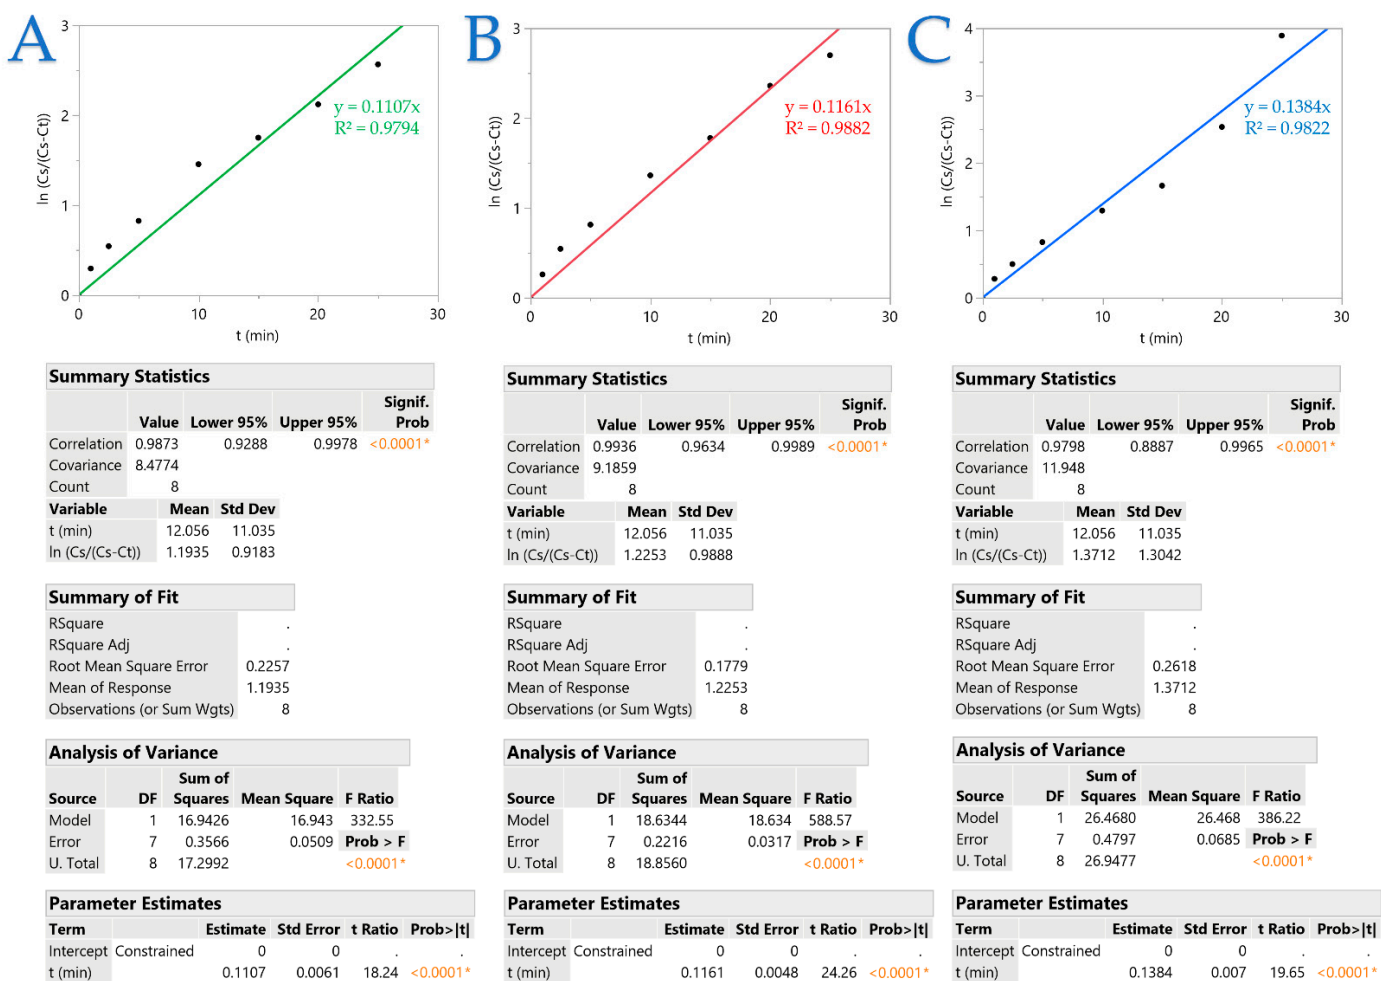 A
3
2
1
0
ln (Cs/(Cs-Ct))
y = 0.1107x
R² = 0.9794
0 10 20 30
t (min)
Summary Statistics
Value Lower 95% Upper 95% Signif. Prob
Correlation 0.9873 0.9288 0.9978 <0.0001*
Covariance 8.4774
Count 8
Variable Mean Std Dev
t (min) 12.056 11.035
ln (Cs/(Cs-Ct)) 1.1935 0.9183
Summary of Fit
RSquare .
RSquare Adj .
Root Mean Square Error 0.2257
Mean of Response 1.1935
Observations (or Sum Wgts) 8
Analysis of Variance
Source DF Sum of Squares Mean Square F Ratio
Model 1 16.9426 16.943 332.55
Error 7 0.3566 0.0509 Prob > F
U. Total 8 17.2992 <0.0001*
Parameter Estimates
Term Estimate Std Error t Ratio Prob>|t|
Intercept Constrained 0 0 . .
t (min) 0.1107 0.0061 18.24 <0.0001*
B
3
2
1
0
ln (Cs/(Cs-Ct))
y = 0.1161x
R² = 0.9882
0 10 20 30
t (min)
Summary Statistics
Value Lower 95% Upper 95% Signif. Prob
Correlation 0.9936 0.9634 0.9989 <0.0001*
Covariance 9.1859
Count 8
Variable Mean Std Dev
t (min) 12.056 11.035
ln (Cs/(Cs-Ct)) 1.2253 0.9888
Summary of Fit
RSquare .
RSquare Adj .
Root Mean Square Error 0.1779
Mean of Response 1.2253
Observations (or Sum Wgts) 8
Analysis of Variance
Source DF Sum of Squares Mean Square F Ratio
Model 1 18.6344 18.634 588.57
Error 7 0.2216 0.0317 Prob > F
U. Total 8 18.8560 <0.0001*
Parameter Estimates
Term Estimate Std Error t Ratio Prob>|t|
Intercept Constrained 0 0 . .
t (min) 0.1161 0.0048 24.26 <0.0001*
C
4
3
2
1
0
ln (Cs/(Cs-Ct))
y = 0.1384x
R² = 0.9822
0 10 20 30
t (min)
Summary Statistics
Value Lower 95% Upper 95% Signif. Prob
Correlation 0.9798 0.8887 0.9965 <0.0001*
Covariance 11.948
Count 8
Variable Mean Std Dev
t (min) 12.056 11.035
ln (Cs/(Cs-Ct)) 1.3712 1.3042
Summary of Fit
RSquare .
RSquare Adj .
Root Mean Square Error 0.2618
Mean of Response 1.3712
Observations (or Sum Wgts) 8
Analysis of Variance
Source DF Sum of Squares Mean Square F Ratio
Model 1 26.4680 26.468 386.22
Error 7 0.4797 0.0685 Prob > F
U. Total 8 26.9477 <0.0001*
Parameter Estimates
Term Estimate Std Error t Ratio Prob>|t|
Intercept Constrained 0 0 . .
t (min) 0.1384 0.007 19.65 <0.0001*